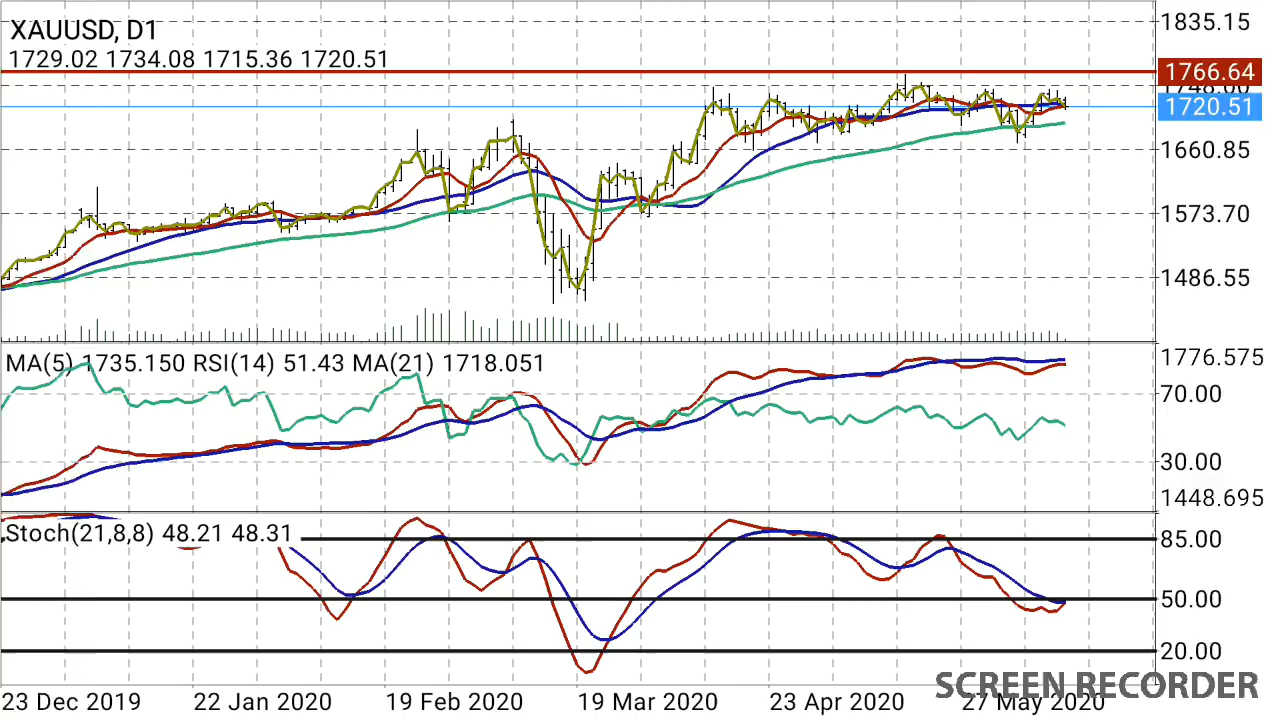 XAUUSD, D1
1729.02 1734.08 1715.36 1720.51
1835.15
1766.64
1748.00
1720.51
1660.85
1573.70
1486.55
MA(5) 1735.150 RSI(14) 51.43 MA(21) 1718.051
1776.575
70.00
30.00
1448.695
Stoch(21,8,8) 48.21 48.31
85.00
50.00
20.00
23 Dec 2019 22 Jan 2020 19 Feb 2020 19 Mar 2020 23 Apr 2020 27 May 2020
SCREEN RECORDER